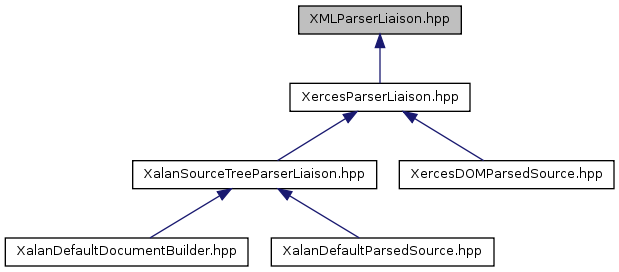 XMLParserLiaison.hpp
XercesParserLiaison.hpp
XalanSourceTreeParserLiaison.hpp
XercesDOMParsedSource.hpp
XalanDefaultDocumentBuilder.hpp
XalanDefaultParsedSource.hpp